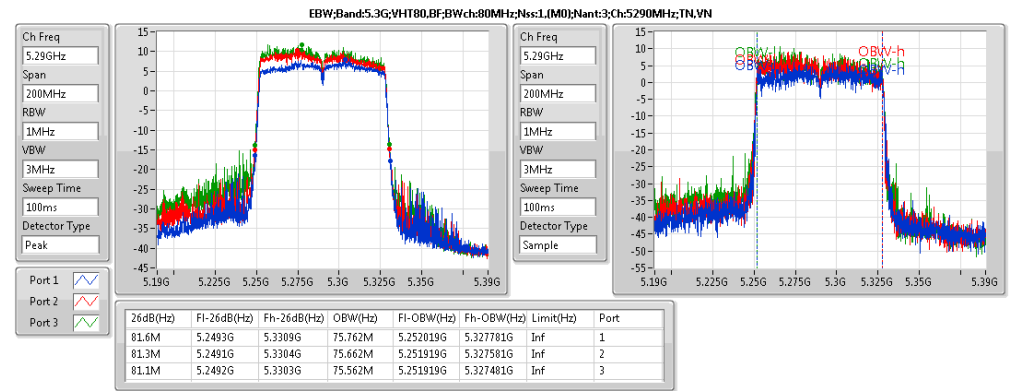 EBW;Band:5.3G;VHT80,BF;BWch:80MHz;Nss:1,(M0);Nant:3;Ch:5290MHz;TN,VN
Ch Freq
5.29GHz
Span
200MHz
RBW
1MHz
VBW
3MHz
Sweep Time
100ms
Detector Type
Peak
Port 1
Port 2
Port 3
15
10
5
0
-5
-10
-15
-20
-25
-30
-35
-40
-45
5.19G 5.225G 5.25G 5.275G 5.3G 5.325G 5.35G 5.39G
Ch Freq
5.29GHz
Span
200MHz
RBW
1MHz
VBW
3MHz
Sweep Time
100ms
Detector Type
Sample
15
10
5
0
-5
-10
-15
-20
-25
-30
-35
-40
-45
-50
-55
OBW-h
5.19G 5.225G 5.25G 5.275G 5.3G 5.325G 5.35G 5.39G
26dB(Hz) Fl-26dB(Hz) Fh-26dB(Hz) OBW(Hz) Fl-OBW(Hz) Fh-OBW(Hz) Limit(Hz) Port
81.6M 5.2493G 5.3309G 75.762M 5.252019G 5.327781G Inf 1
81.3M 5.2491G 5.3304G 75.662M 5.251919G 5.327581G Inf 2
81.1M 5.2492G 5.3303G 75.562M 5.251919G 5.327481G Inf 3